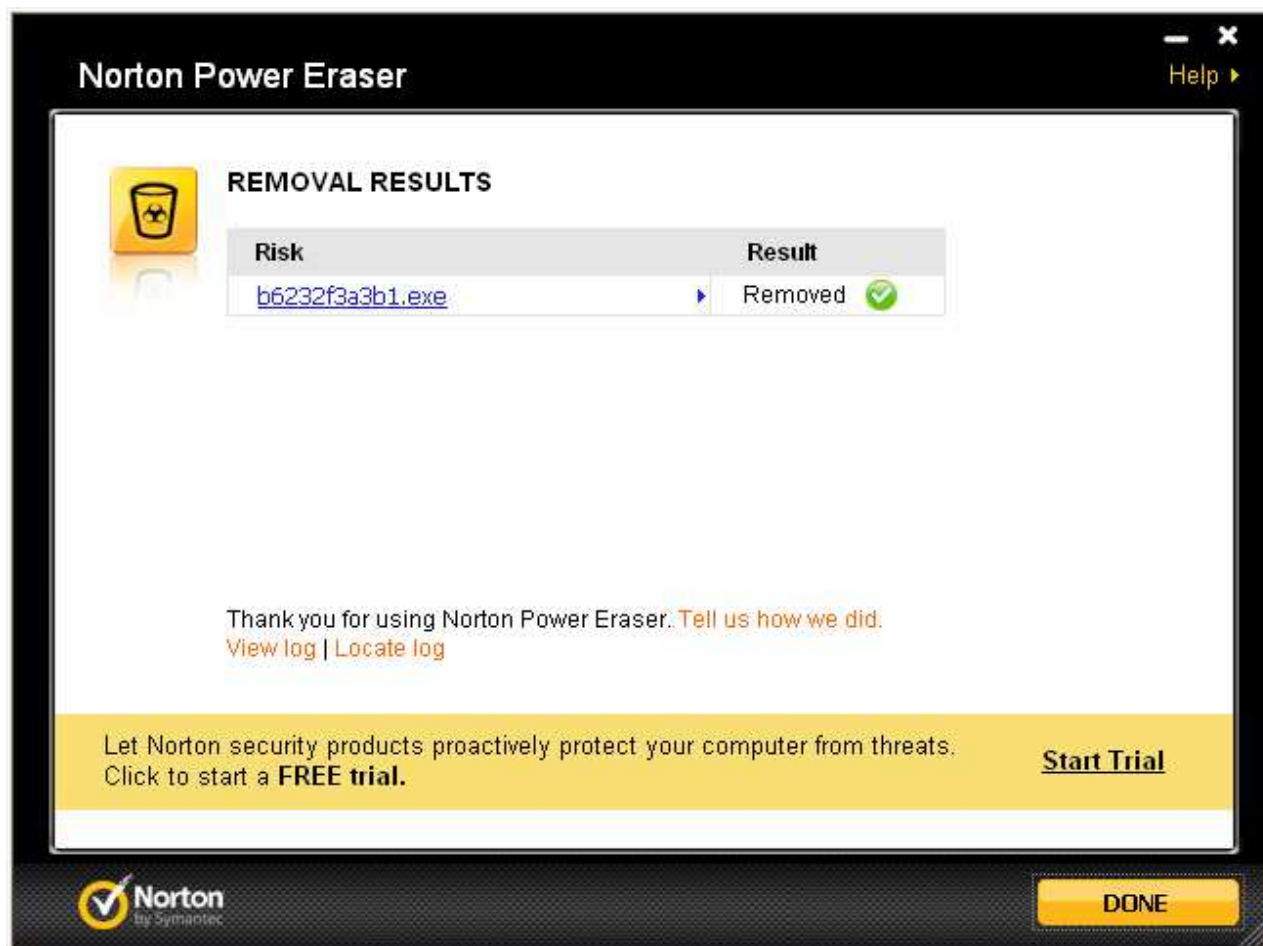 Norton Power Eraser
Help
REMOVAL RESULTS
Risk Result
b6232f3a3b1.exe Removed
Thank you for using Norton Power Eraser. Tell us how we did.
View log | Locate log
Let Norton security products proactively protect your computer from threats.
Click to start a FREE trial.
Start Trial
Norton
by Symantec
DONE